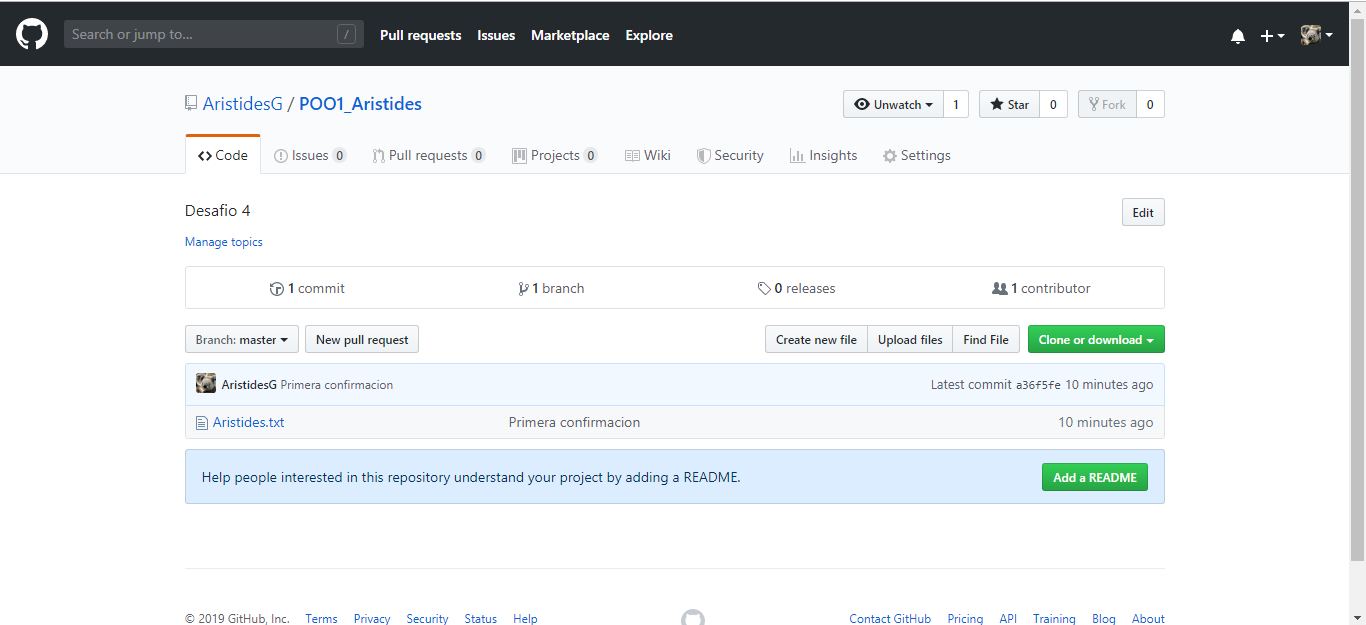 Search or jump to... /
Pull requests Issues Marketplace Explore
AristidesG / POO1_Aristides
Unwatch 1 Star 0 Fork 0
Code Issues 0 Pull requests 0 Projects 0 Wiki Security Insights Settings
Desafio 4
Edit
Manage topics
1 commit 1 branch 0 releases 1 contributor
Branch: master New pull request Create new file Upload files Find File Clone or download
AristidesG Primera confirmacion Latest commit a36f5fe 10 minutes ago
Aristides.txt Primera confirmacion 10 minutes ago
Help people interested in this repository understand your project by adding a README. Add a README
© 2019 GitHub, Inc. Terms Privacy Security Status Help Contact GitHub Pricing API Training Blog About